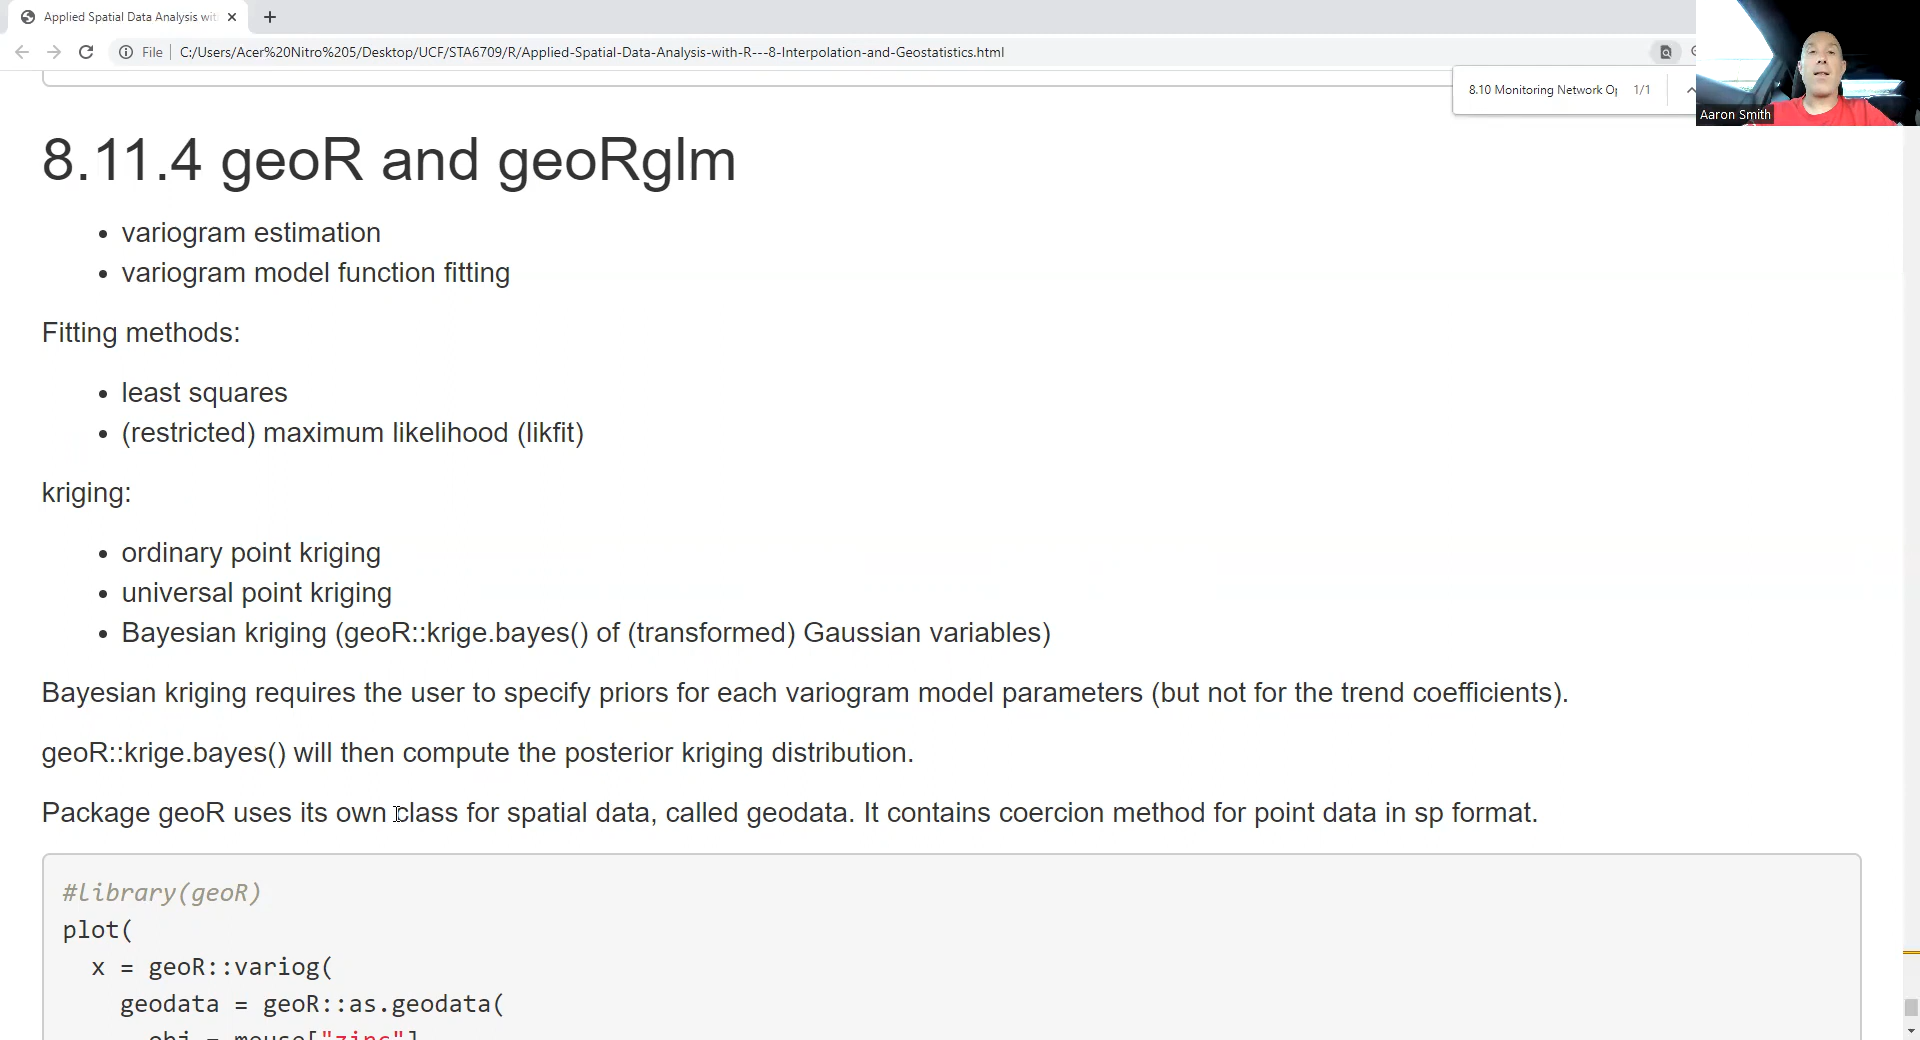 Applied Spatial Data Analysis wit
File
C:/Users/Acer%20Nitro%205/Desktop/UCF/STA6709/R/Applied-Spatial-Data-Analysis-with-R---8-Interpolation-and-Geostatistics.html
8.10 Monitoring Network Op 1/1
Aaron Smith
8.11.4 geoR and geoRglm
• variogram estimation
• variogram model function fitting
Fitting methods:
• least squares
• (restricted) maximum likelihood (likfit)
kriging:
• ordinary point kriging
• universal point kriging
• Bayesian kriging (geoR::krige.bayes() of (transformed) Gaussian variables)
Bayesian kriging requires the user to specify priors for each variogram model parameters (but not for the trend coefficients).
geoR::krige.bayes() will then compute the posterior kriging distribution.
Package geoR uses its own class for spatial data, called geodata. It contains coercion method for point data in sp format.
#library(geoR)
plot(
x = geoR::variog(
geodata = geoR::as.geodata(
obj = meuse["zinc"]